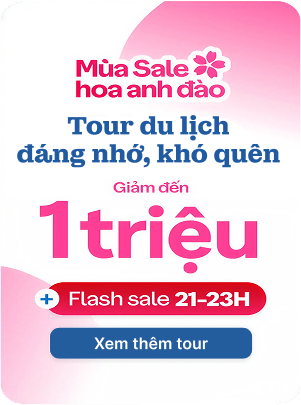 Mùa Sale
hoa anh đào
Tour du lịch
đáng nhớ, khó quên
Giảm đến
1 triệu
+ Flash sale 21-23H
Xem thêm tour